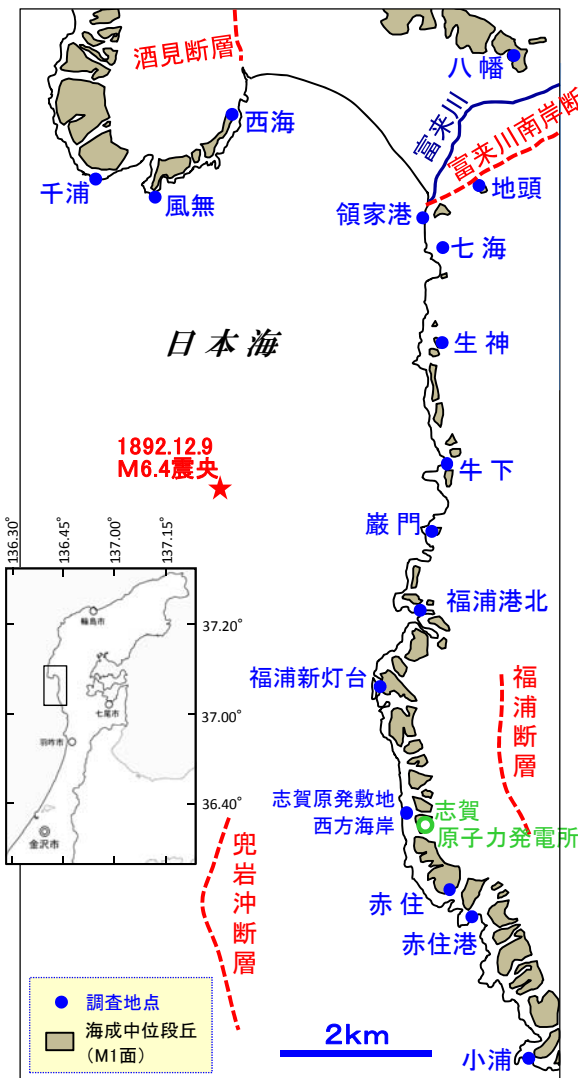 酒見断層
八幡
西海
富来川
富来川南岸断
千浦
風無
地頭
領家港
七海
日本海
生神
1892.12.9
M6.4震央
牛下
巌門
136.30°
136.45°
137.00°
137.15°
福浦港北
輪島市
37.20°
福浦新灯台
福浦断層
七尾市
37.00°
羽咋市
志賀原発敷地
西方海岸
志賀
原子力発電所
36.40°
金沢市
兜岩沖断層
赤住
赤住港
調査地点
海成中位段丘
(M1面)
2km
小浦